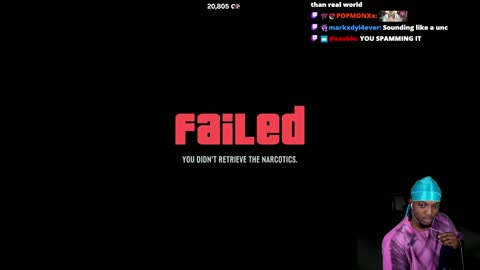 20,805
than real world
POPMONXx:
markxdyl4ever: Sounding like a unc
YOU SPAMMING IT
FaiLed
YOU DIDN'T RETRIEVE THE NARCOTICS.